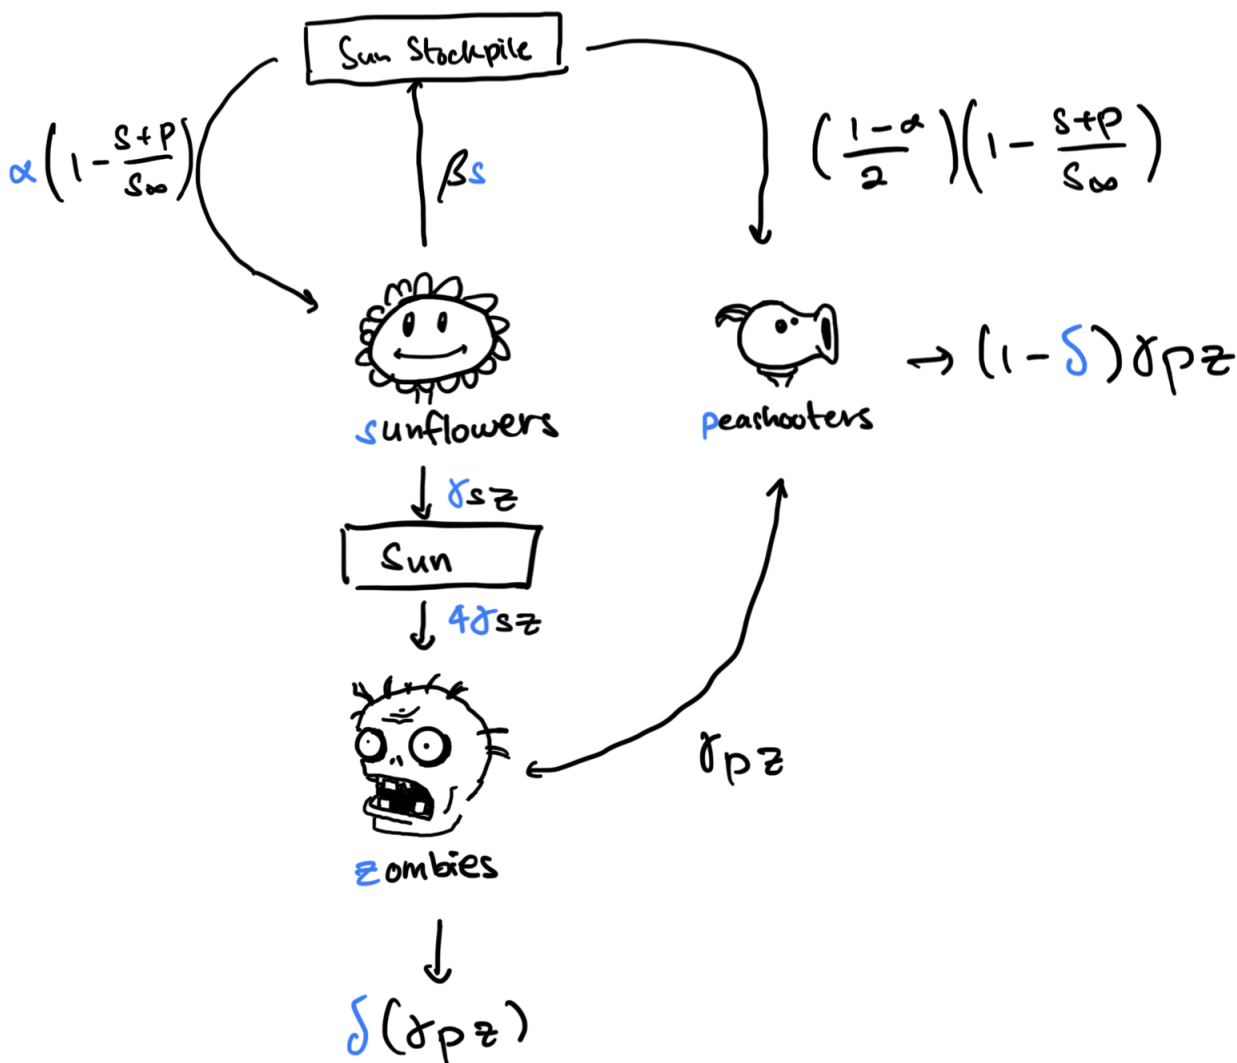 Sun Stockpile
α(1 - (s+p)/s∞)
βs
((1-α)/2)(1 - (s+p)/s∞)
sunflowers
peashooters
→ (1-δ)γpz
γsz
Sun
4γsz
γpz
zombies
δ(γpz)